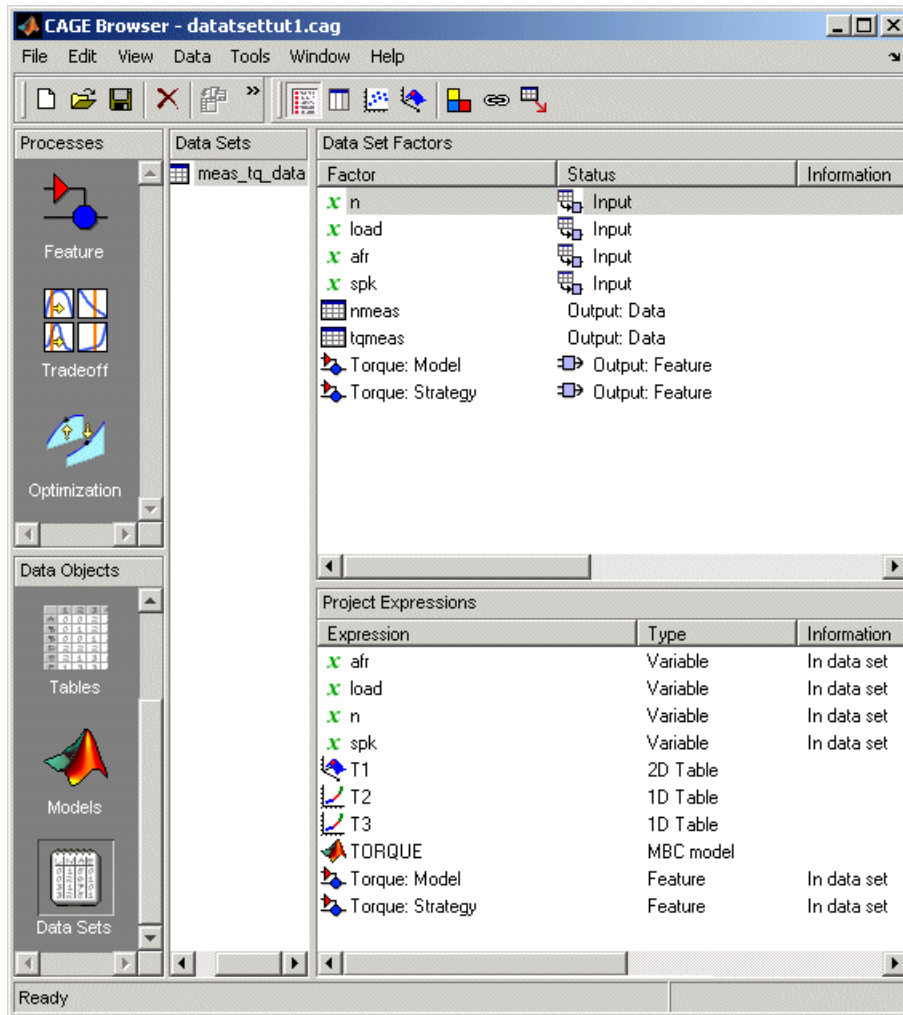 CAGE Browser - datatsettut1.cag
File Edit View Data Tools Window Help
Processes
Feature
Tradeoff
Optimization
Data Objects
Tables
Models
Data Sets
Data Sets
meas_tq_data
Data Set Factors
Factor Status Information
x n Input
x load Input
x afr Input
x spk Input
nmeas Output: Data
tqmeas Output: Data
Torque: Model Output: Feature
Torque: Strategy Output: Feature
Project Expressions
Expression Type Information
x afr Variable In data set
x load Variable In data set
x n Variable In data set
x spk Variable In data set
T1 2D Table
T2 1D Table
T3 1D Table
TORQUE MBC model
Torque: Model Feature In data set
Torque: Strategy Feature In data set
Ready